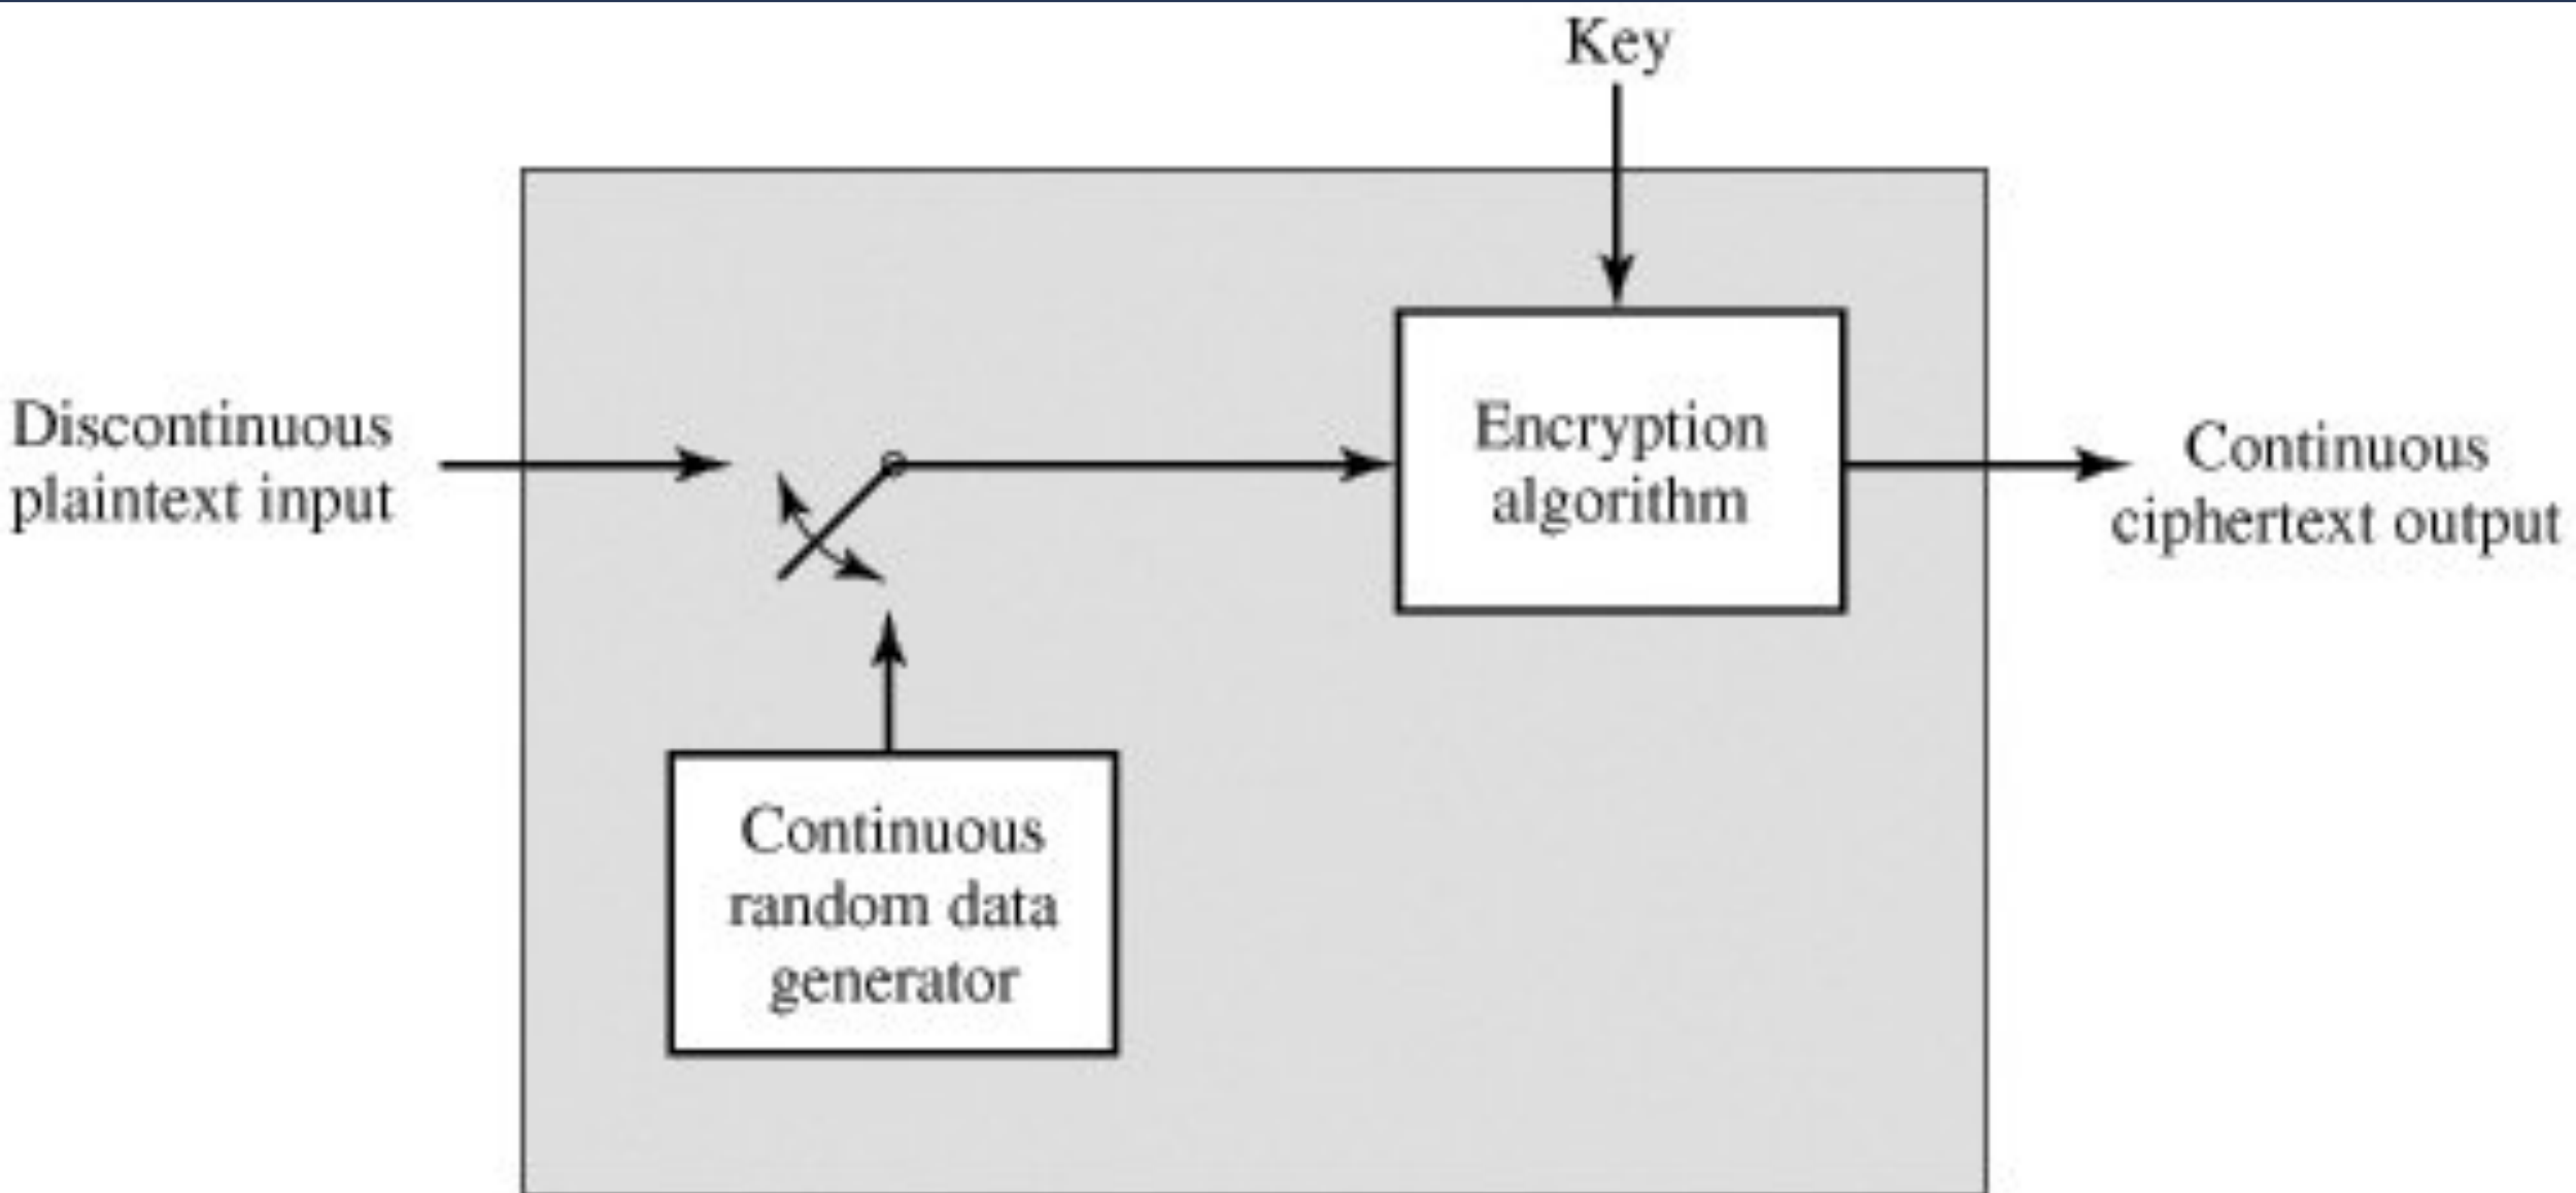 Key
Discontinuous
plaintext input
Encryption
algorithm
Continuous
ciphertext output
Continuous
random data
generator